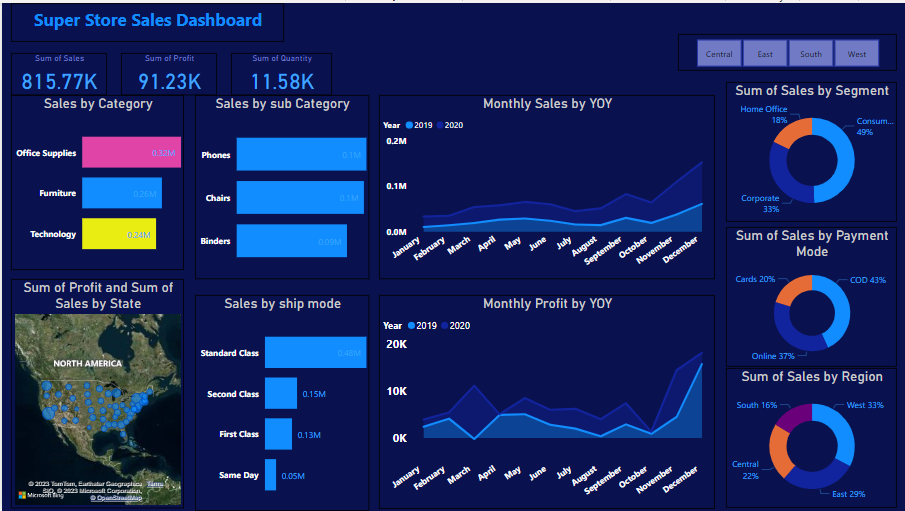 Super Store Sales Dashboard
Central
East
South
West
Sum of Sales
815.77K
Sum of Profit
91.23K
Sum of Quantity
11.58K
Sales by Category
Office Supplies
0.32M
Furniture
0.26M
Technology
0.24M
Sales by sub Category
Phones
0.1M
Chairs
0.1M
Binders
0.09M
Monthly Sales by YOY
Year 2019 2020
0.2M
0.1M
0.0M
January
February
March
April
May
June
July
August
September
October
November
December
Sum of Sales by Segment
Home Office
18%
Consum...
49%
Corporate
33%
Sum of Sales by Payment
Mode
Cards 20%
COD 43%
Online 37%
Sum of Profit and Sum of
Sales by State
NORTH AMERICA
© 2023 TomTom, Earthstar Geographics
SIO, © 2023 Microsoft Corporation,
Terms
© OpenStreetMap
Microsoft Bing
Sales by ship mode
Standard Class
0.48M
Second Class
0.15M
First Class
0.13M
Same Day
0.05M
Monthly Profit by YOY
Year 2019 2020
20K
10K
0K
January
February
March
April
May
June
July
August
September
October
November
December
Sum of Sales by Region
South 16%
West 33%
Central
22%
East 29%